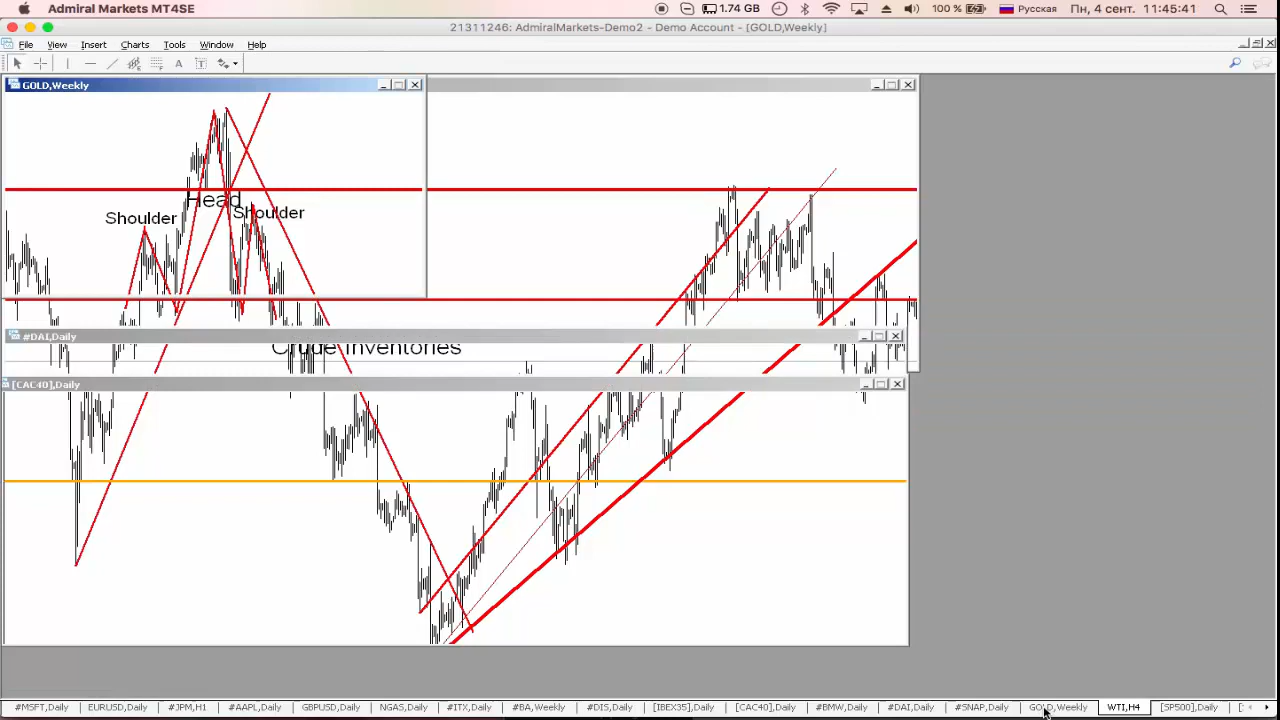 Admiral Markets MT4SE
1.74 GB
100 %
Русская
Пн, 4 сент. 11:45:41
21311246: AdmiralMarkets-Demo2 - Demo Account - [GOLD,Weekly]
File View Insert Charts Tools Window Help
A T
GOLD,Weekly
Head
Shoulder
Shoulder
#DAI,Daily
Crude Inventories
[CAC40],Daily
#MSFT,Daily EURUSD,Daily #JPM,H1 #AAPL,Daily GBPUSD,Daily NGAS,Daily #ITX,Daily #BA,Weekly #DIS,Daily [IBEX35],Daily [CAC40],Daily #BMW,Daily #DAI,Daily #SNAP,Daily GOLD,Weekly WTI,H4 [SP500],Daily [